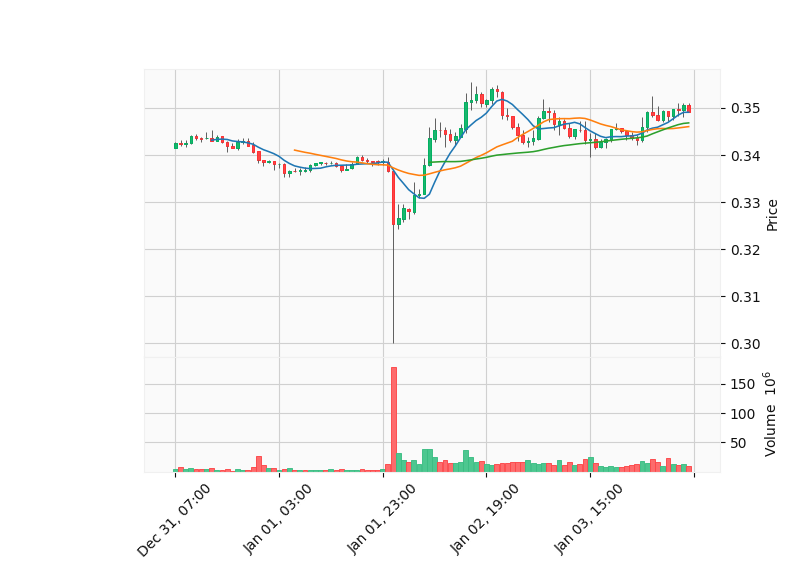 0.35
0.34
0.33
0.32
0.31
0.30
Price
150
100
50
Volume 10^6
Dec 31, 07:00
Jan 01, 03:00
Jan 01, 23:00
Jan 02, 19:00
Jan 03, 15:00